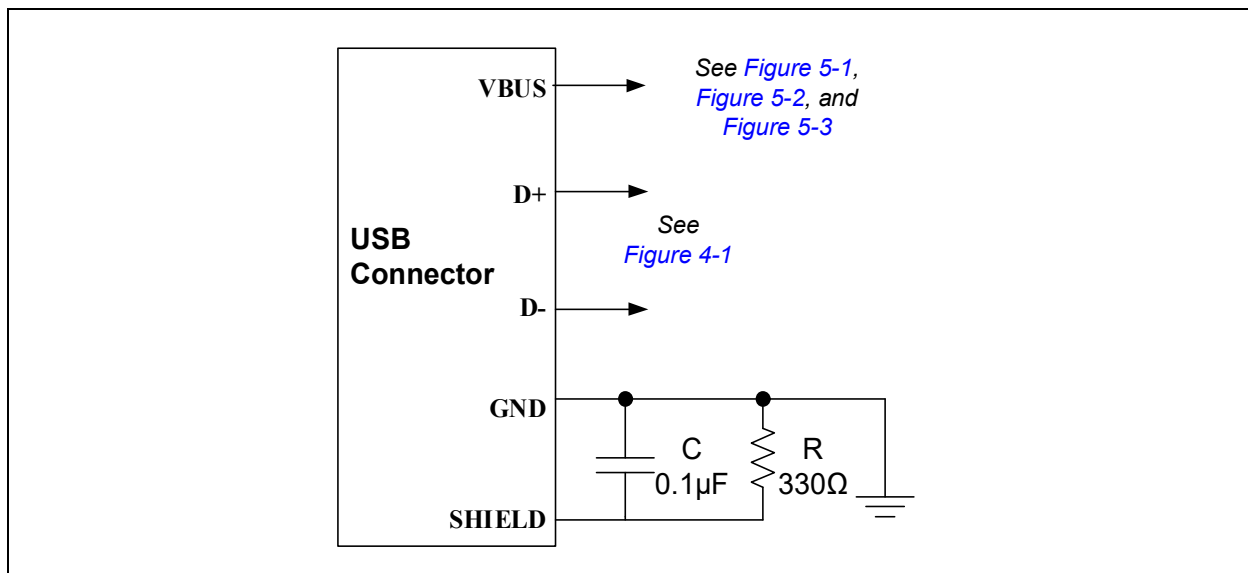 VBUS
See Figure 5-1,
Figure 5-2, and
Figure 5-3
D+
See
Figure 4-1
USB
Connector
D-
GND
C
0.1µF
R
330Ω
SHIELD